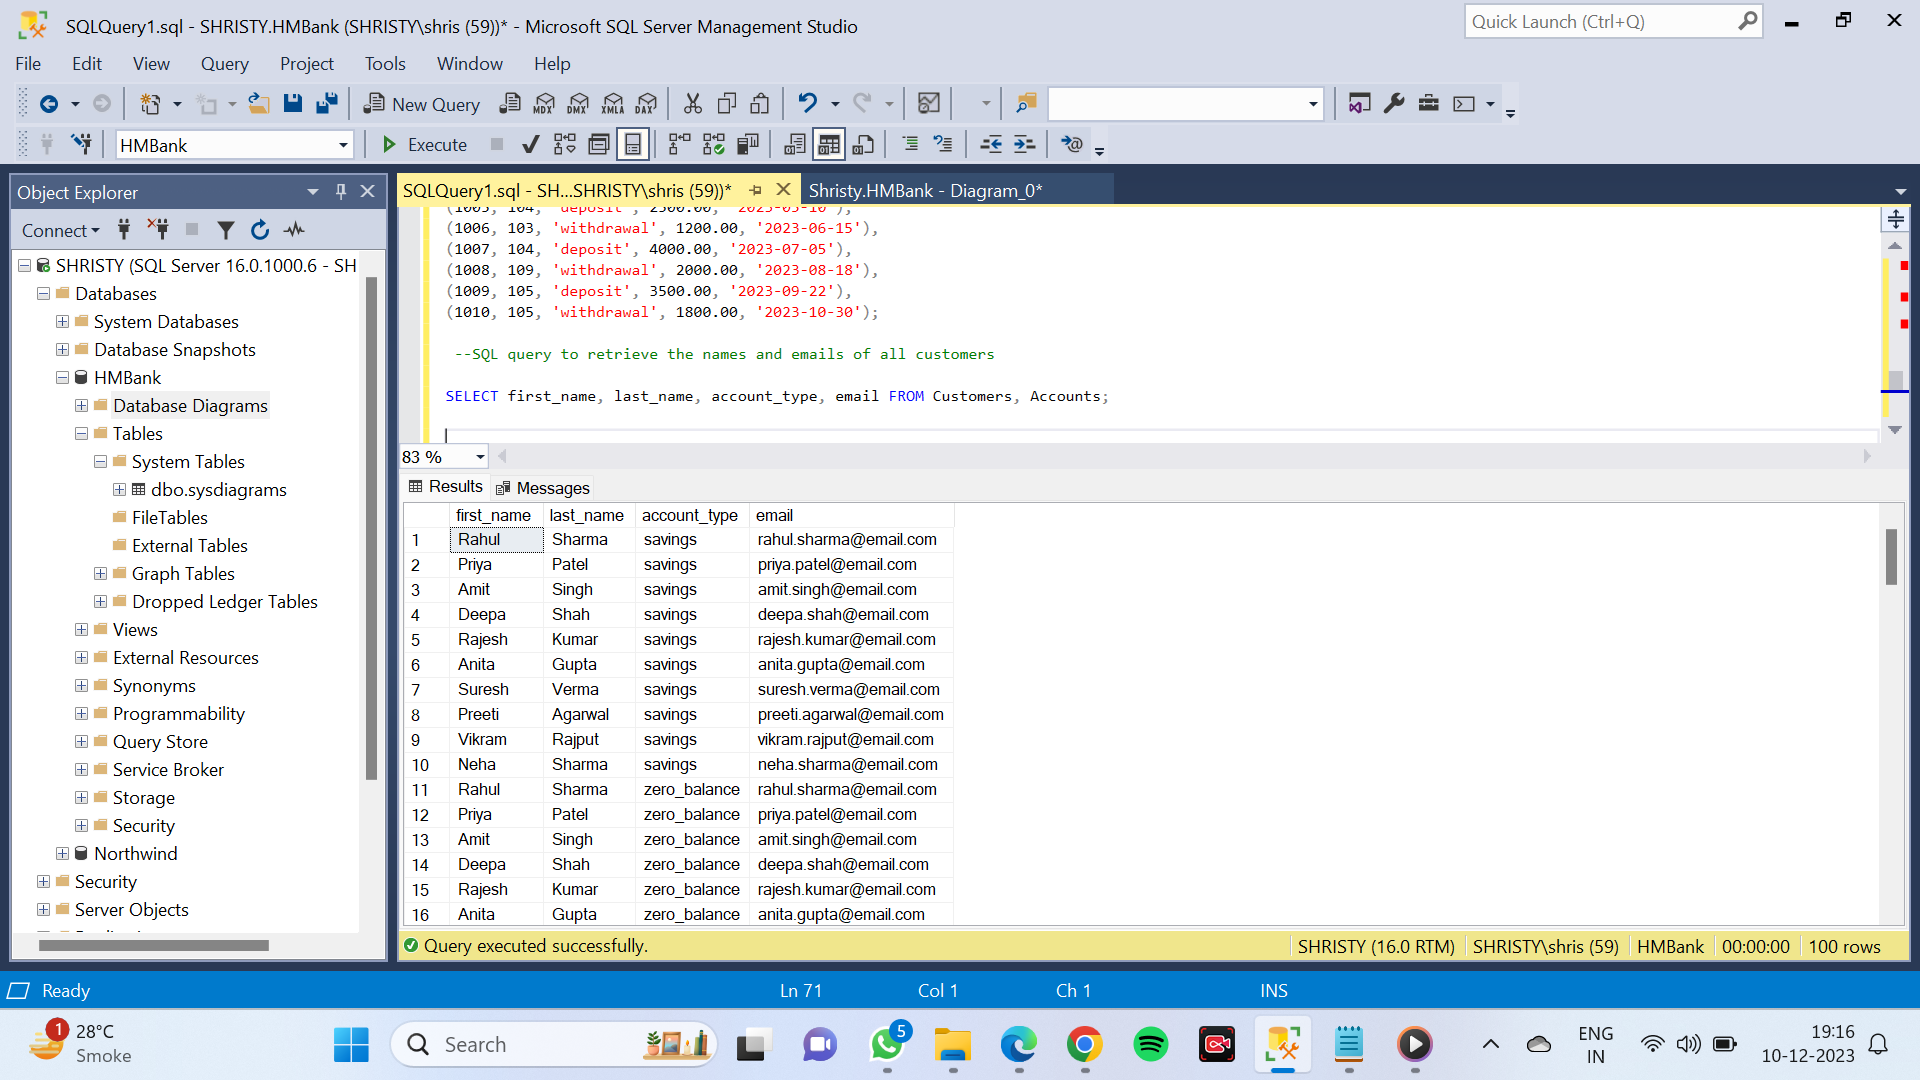 SQLQuery1.sql - SHRISTY.HMBank (SHRISTY\shris (59))* - Microsoft SQL Server Management Studio
Quick Launch (Ctrl+Q)
File Edit View Query Project Tools Window Help
New Query MDX DMX XMLA DAX
HMBank Execute
Object Explorer
Connect
SHRISTY (SQL Server 16.0.1000.6 - SH
Databases
System Databases
Database Snapshots
HMBank
Database Diagrams
Tables
System Tables
dbo.sysdiagrams
FileTables
External Tables
Graph Tables
Dropped Ledger Tables
Views
External Resources
Synonyms
Programmability
Query Store
Service Broker
Storage
Security
Northwind
Security
Server Objects
SQLQuery1.sql - SH...SHRISTY\shris (59))* Shristy.HMBank - Diagram_0*
(1005, 104, 'deposit', 2500.00, '2023-05-10'),
(1006, 103, 'withdrawal', 1200.00, '2023-06-15'),
(1007, 104, 'deposit', 4000.00, '2023-07-05'),
(1008, 109, 'withdrawal', 2000.00, '2023-08-18'),
(1009, 105, 'deposit', 3500.00, '2023-09-22'),
(1010, 105, 'withdrawal', 1800.00, '2023-10-30');
--SQL query to retrieve the names and emails of all customers
SELECT first_name, last_name, account_type, email FROM Customers, Accounts;
83 %
Results Messages
first_name last_name account_type email
1 Rahul Sharma savings rahul.sharma@email.com
2 Priya Patel savings priya.patel@email.com
3 Amit Singh savings amit.singh@email.com
4 Deepa Shah savings deepa.shah@email.com
5 Rajesh Kumar savings rajesh.kumar@email.com
6 Anita Gupta savings anita.gupta@email.com
7 Suresh Verma savings suresh.verma@email.com
8 Preeti Agarwal savings preeti.agarwal@email.com
9 Vikram Rajput savings vikram.rajput@email.com
10 Neha Sharma savings neha.sharma@email.com
11 Rahul Sharma zero_balance rahul.sharma@email.com
12 Priya Patel zero_balance priya.patel@email.com
13 Amit Singh zero_balance amit.singh@email.com
14 Deepa Shah zero_balance deepa.shah@email.com
15 Rajesh Kumar zero_balance rajesh.kumar@email.com
16 Anita Gupta zero_balance anita.gupta@email.com
Query executed successfully. SHRISTY (16.0 RTM) SHRISTY\shris (59) HMBank 00:00:00 100 rows
Ready Ln 71 Col 1 Ch 1 INS
1 28°C
Smoke
Search
5
ENG
IN
19:16
10-12-2023